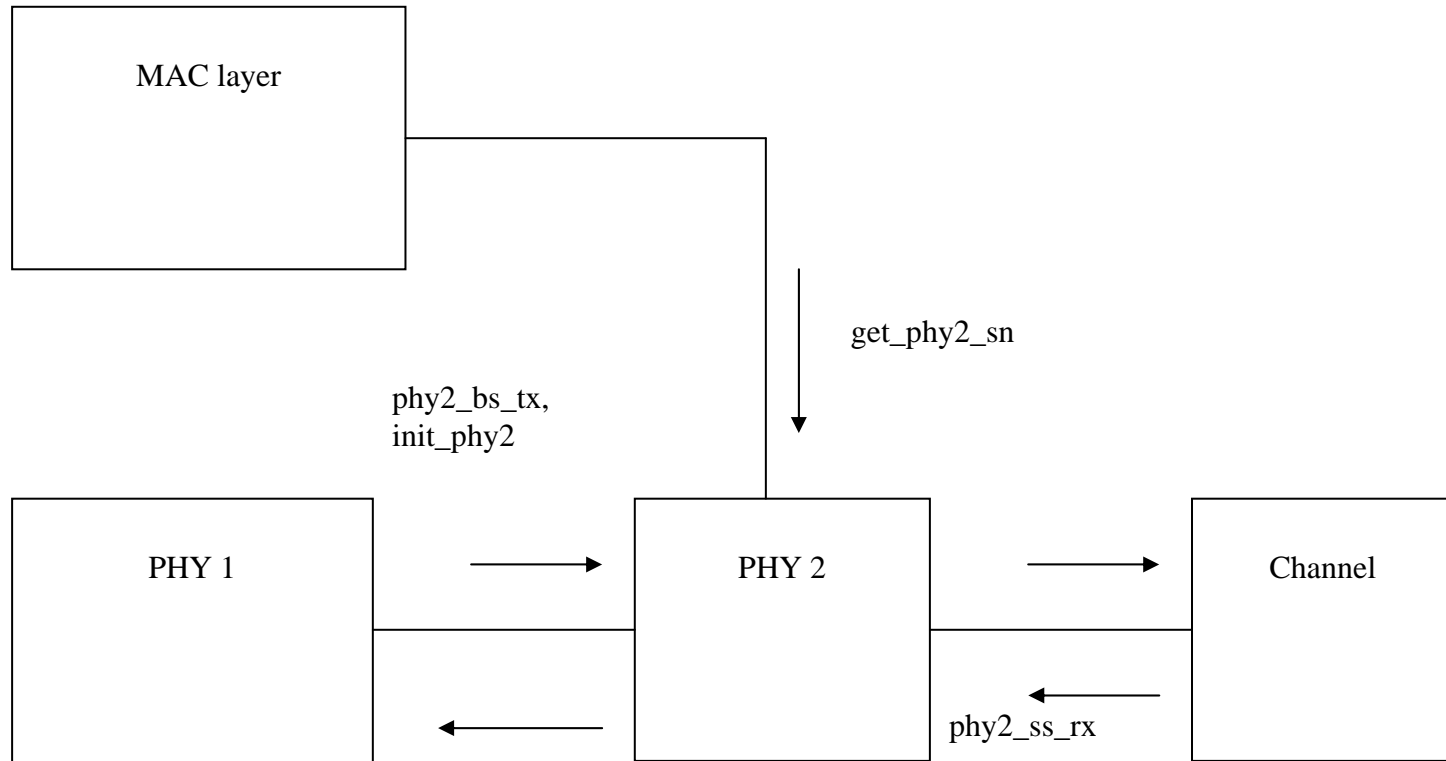 MAC layer
get_phy2_sn
phy2_bs_tx,
init_phy2
PHY 1
PHY 2
Channel
phy2_ss_rx